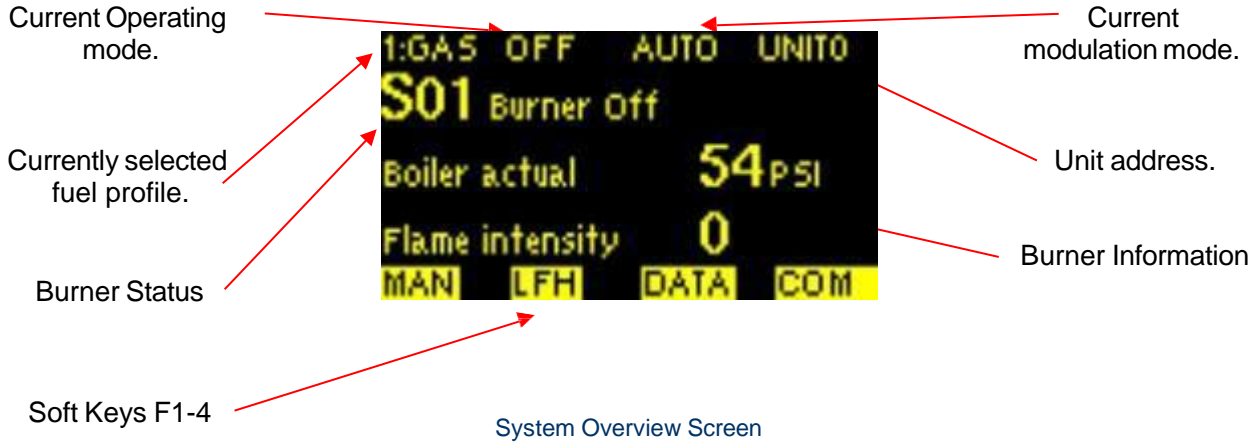 Current Operating
mode.
Current
modulation mode.
1:GAS OFF AUTO UNIT0
S01 Burner Off
Currently selected
fuel profile.
Boiler actual 54 PSI
Unit address.
Flame intensity 0
Burner Information
Burner Status
MAN LFH DATA COM
Soft Keys F1-4
System Overview Screen